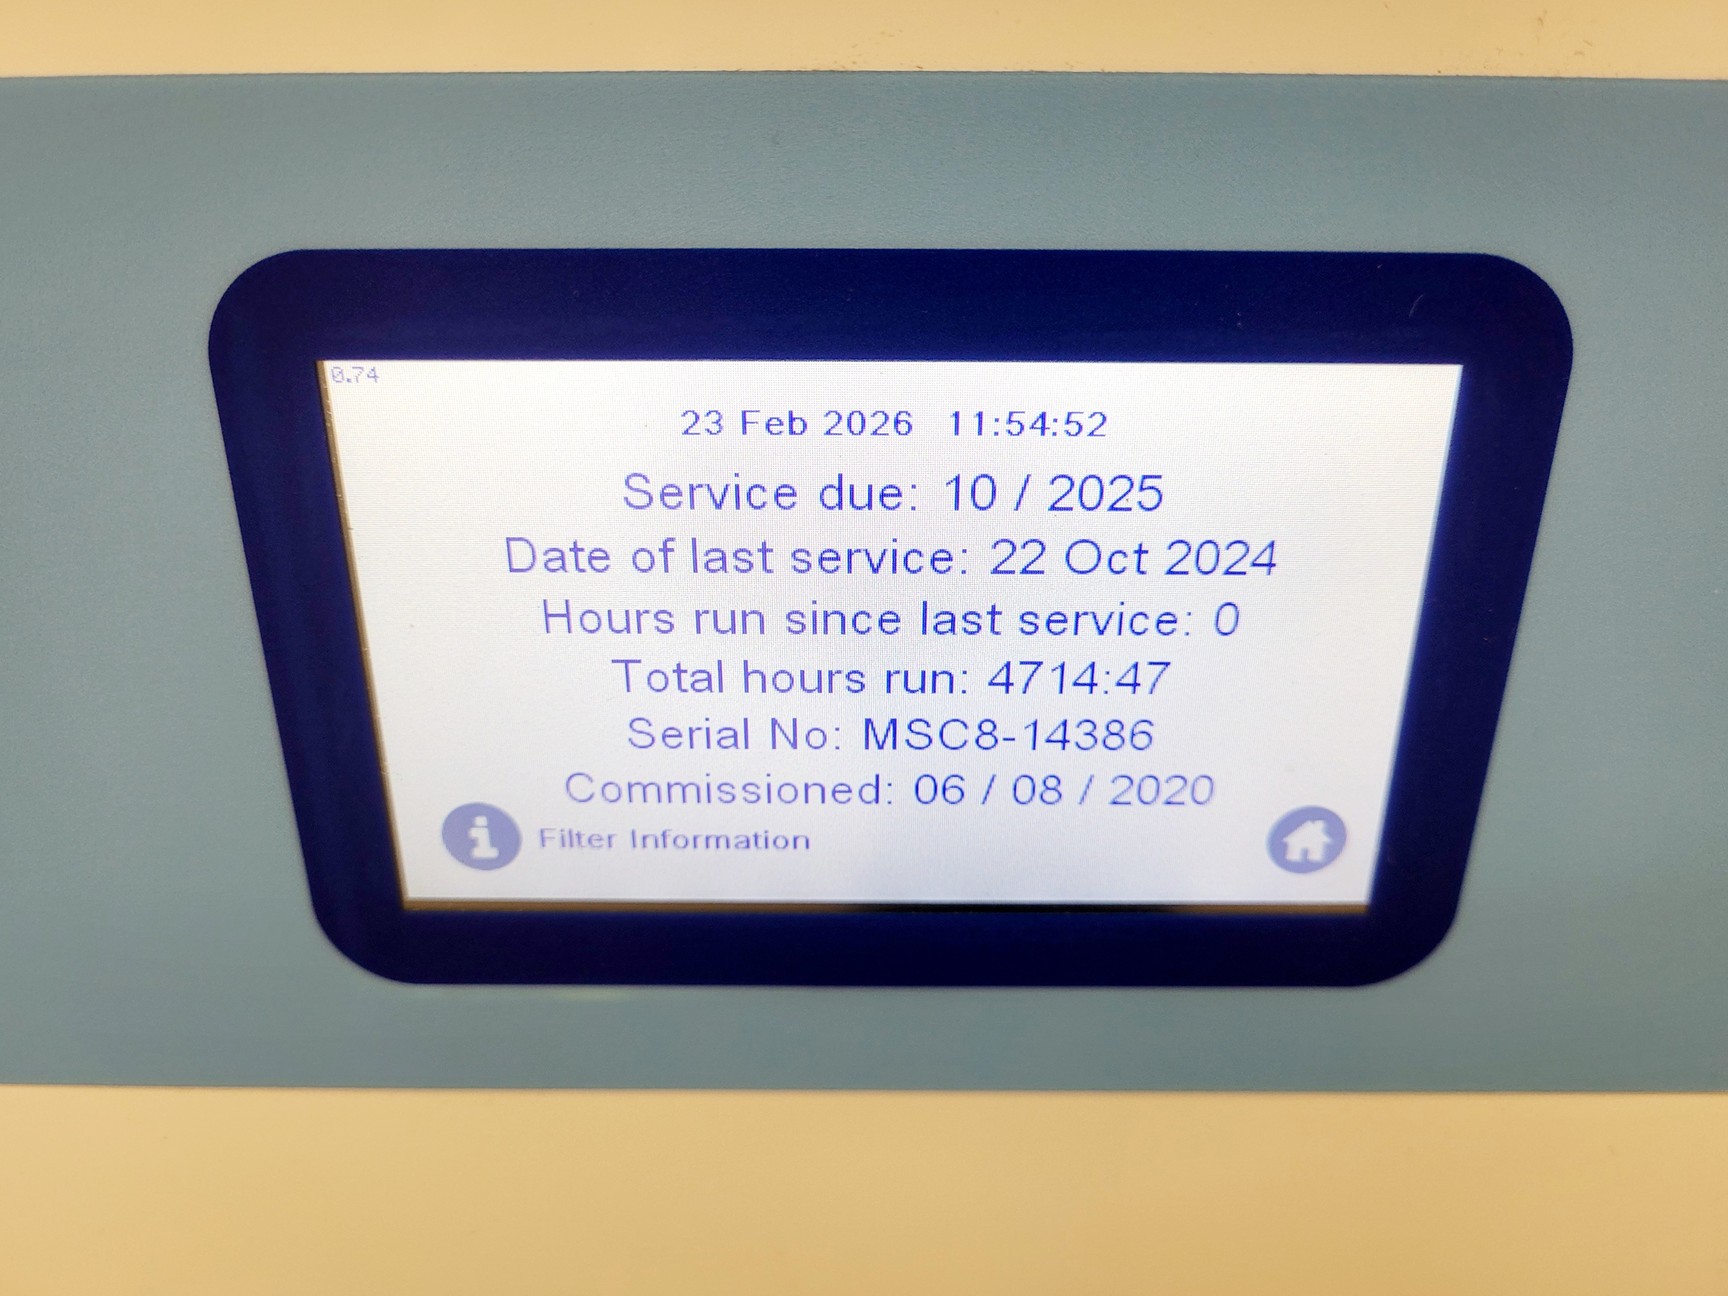 0.74
23 Feb 2026 11:54:52
Service due: 10 / 2025
Date of last service: 22 Oct 2024
Hours run since last service: 0
Total hours run: 4714:47
Serial No: MSC8-14386
Commissioned: 06 / 08 / 2020
Filter Information